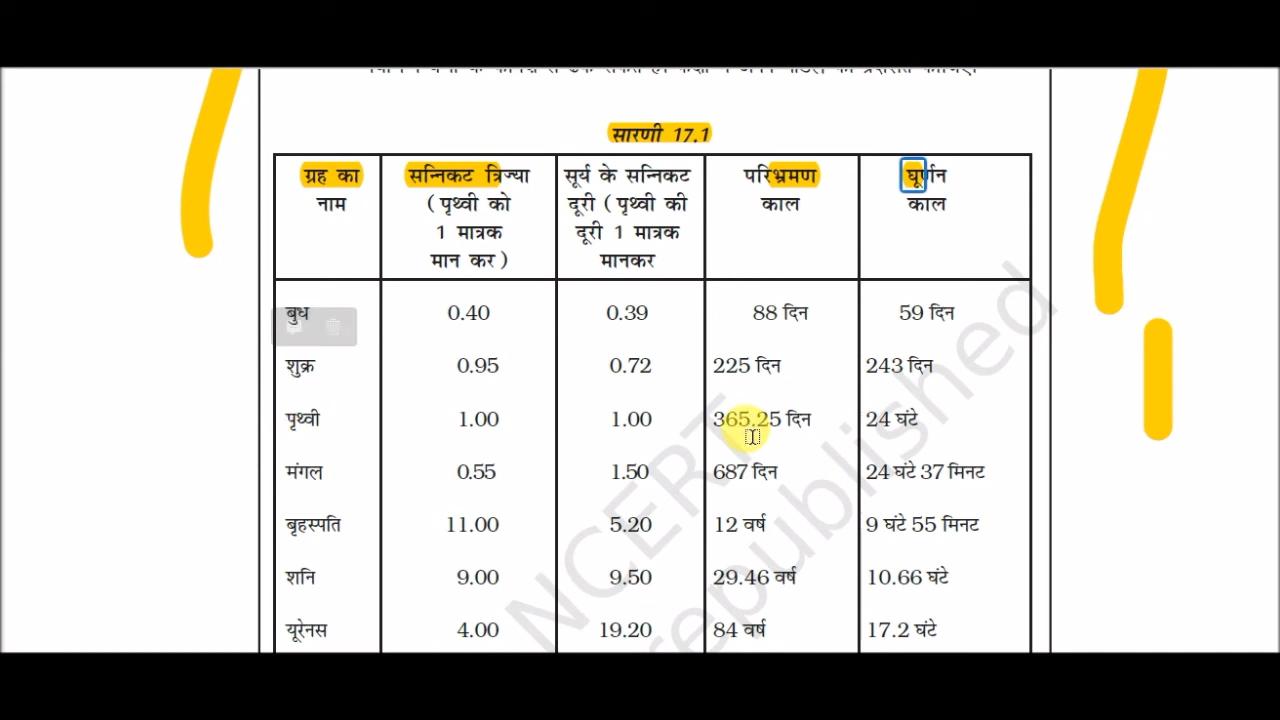 सारणी 17.1
ग्रह का नाम | सन्निकट त्रिज्या (पृथ्वी को 1 मात्रक मान कर) | सूर्य के सन्निकट दूरी (पृथ्वी की दूरी 1 मात्रक मानकर | परिभ्रमण काल | घूर्णन काल
बुध 0.40 0.39 88 दिन 59 दिन
शुक्र 0.95 0.72 225 दिन 243 दिन
पृथ्वी 1.00 1.00 365.25 दिन 24 घंटे
मंगल 0.55 1.50 687 दिन 24 घंटे 37 मिनट
बृहस्पति 11.00 5.20 12 वर्ष 9 घंटे 55 मिनट
शनि 9.00 9.50 29.46 वर्ष 10.66 घंटे
यूरेनस 4.00 19.20 84 वर्ष 17.2 घंटे
NCERT
republished